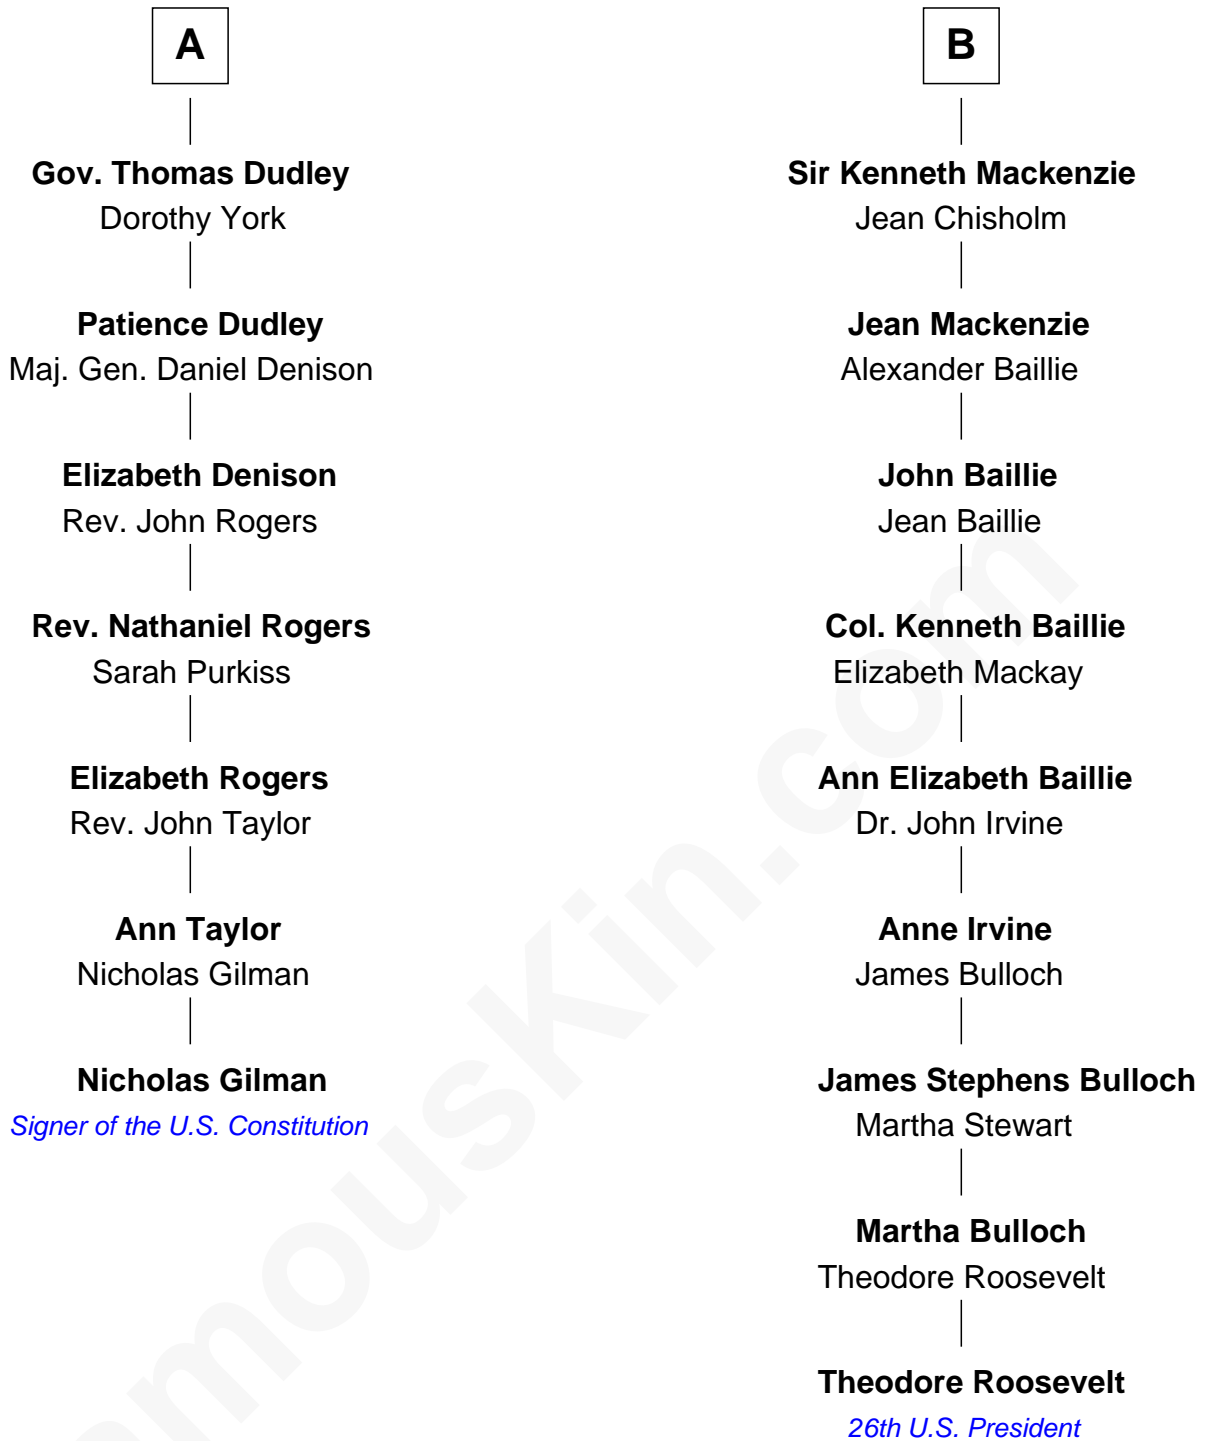 A
Gov. Thomas Dudley
Dorothy York
Patience Dudley
Maj. Gen. Daniel Denison
Elizabeth Denison
Rev. John Rogers
Rev. Nathaniel Rogers
Sarah Purkiss
Elizabeth Rogers
Rev. John Taylor
Ann Taylor
Nicholas Gilman
Nicholas Gilman
Signer of the U.S. Constitution
B
Sir Kenneth Mackenzie
Jean Chisholm
Jean Mackenzie
Alexander Baillie
John Baillie
Jean Baillie
Col. Kenneth Baillie
Elizabeth Mackay
Ann Elizabeth Baillie
Dr. John Irvine
Anne Irvine
James Bulloch
James Stephens Bulloch
Martha Stewart
Martha Bulloch
Theodore Roosevelt
Theodore Roosevelt
26th U.S. President
mousKin.com